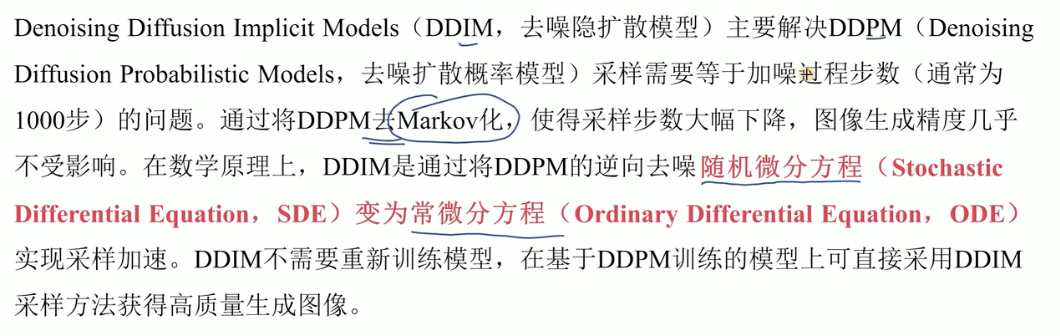 Denoising Diffusion Implicit Models（DDIM，去噪隐扩散模型）主要解决DDPM（Denoising
Diffusion Probabilistic Models，去噪扩散概率模型）采样需要等于加噪过程步数（通常为
1000步）的问题。通过将DDPM去Markov化，使得采样步数大幅下降，图像生成精度几乎
不受影响。在数学原理上，DDIM是通过将DDPM的逆向去噪随机微分方程（Stochastic
Differential Equation，SDE）变为常微分方程（Ordinary Differential Equation，ODE）
实现采样加速。DDIM不需要重新训练模型，在基于DDPM训练的模型上可直接采用DDIM
采样方法获得高质量生成图像。